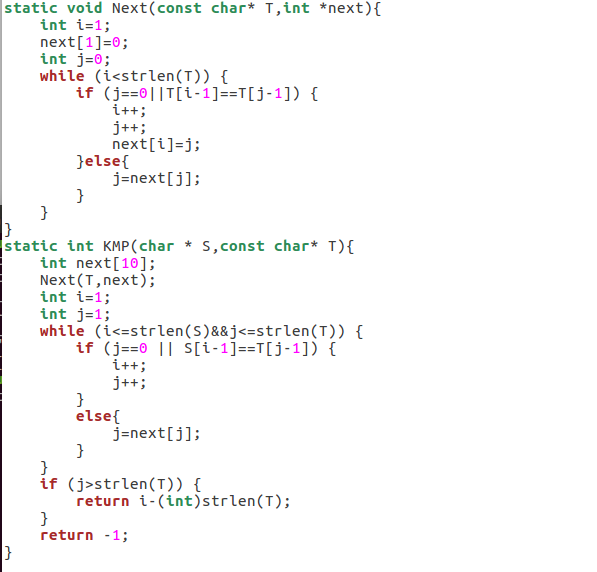 static void Next(const char* T,int *next){
    int i=1;
    next[1]=0;
    int j=0;
    while (i<strlen(T)) {
        if (j==0||T[i-1]==T[j-1]) {
            i++;
            j++;
            next[i]=j;
        }else{
            j=next[j];
        }
    }
}
static int KMP(char * S,const char* T){
    int next[10];
    Next(T,next);
    int i=1;
    int j=1;
    while (i<=strlen(S)&&j<=strlen(T)) {
        if (j==0 || S[i-1]==T[j-1]) {
            i++;
            j++;
        }
        else{
            j=next[j];
        }
    }
    if (j>strlen(T)) {
        return i-(int)strlen(T);
    }
    return -1;
}